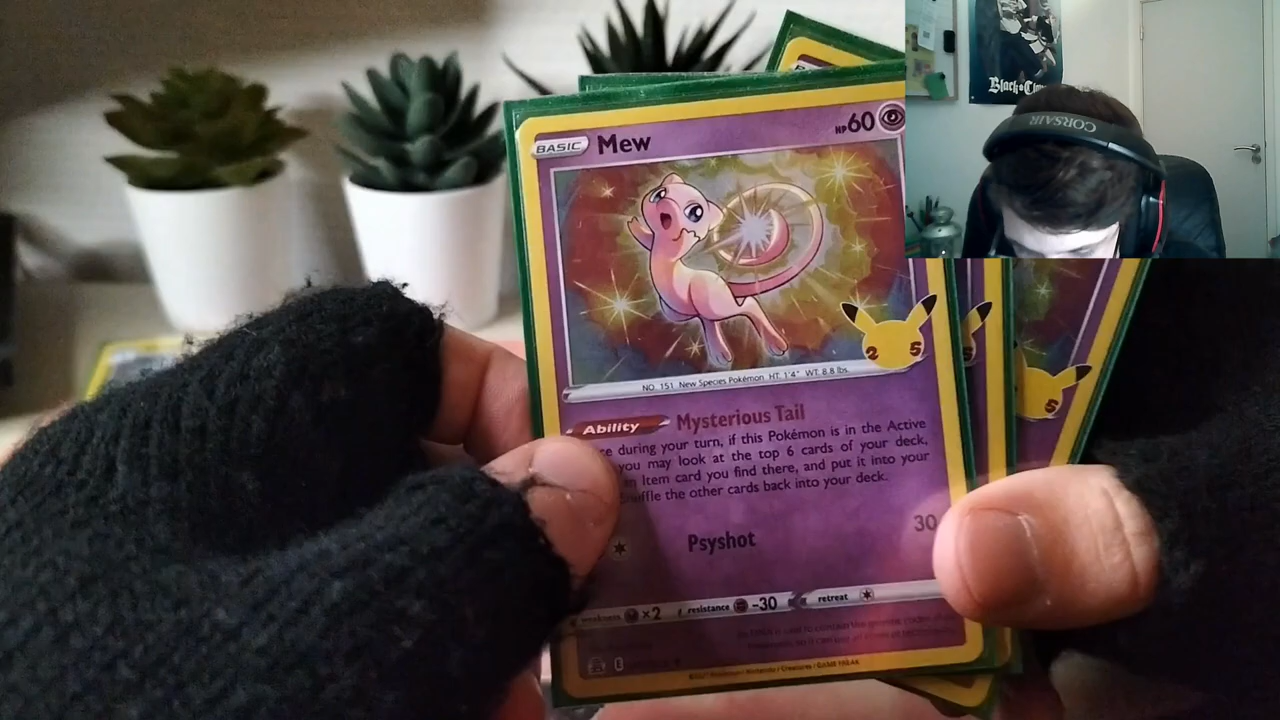 BASIC Mew HP60
NO. 151 New Species Pokémon HT: 1'4" WT: 8.8 lbs.
25
5
5
Ability Mysterious Tail
during your turn, if this Pokémon is in the Active
you may look at the top 6 cards of your deck,
Item card you find there, and put it into your
the other cards back into your deck.
Psyshot 30
weakness ×2 resistance -30 retreat
Black Clover
CORSAIR